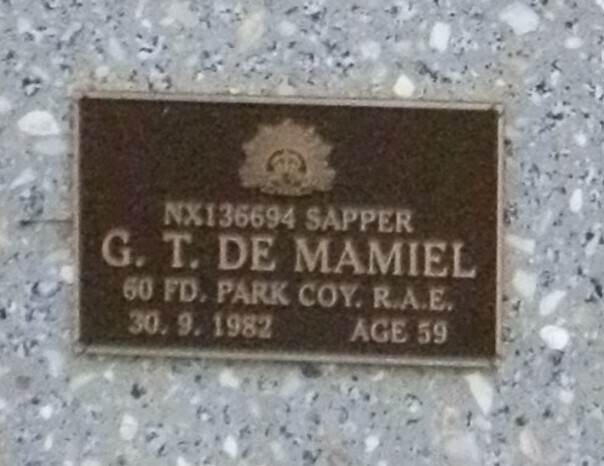 NX136694 SAPPER
G. T. DE MAMIEL
60 FD. PARK COY. R.A.E.
30. 9. 1982 AGE 59